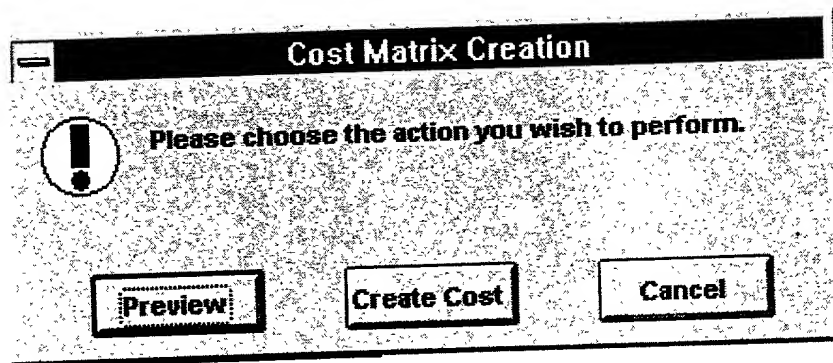 Cost Matrix Creation
Please choose the action you wish to perform.
Preview
Create Cost
Cancel